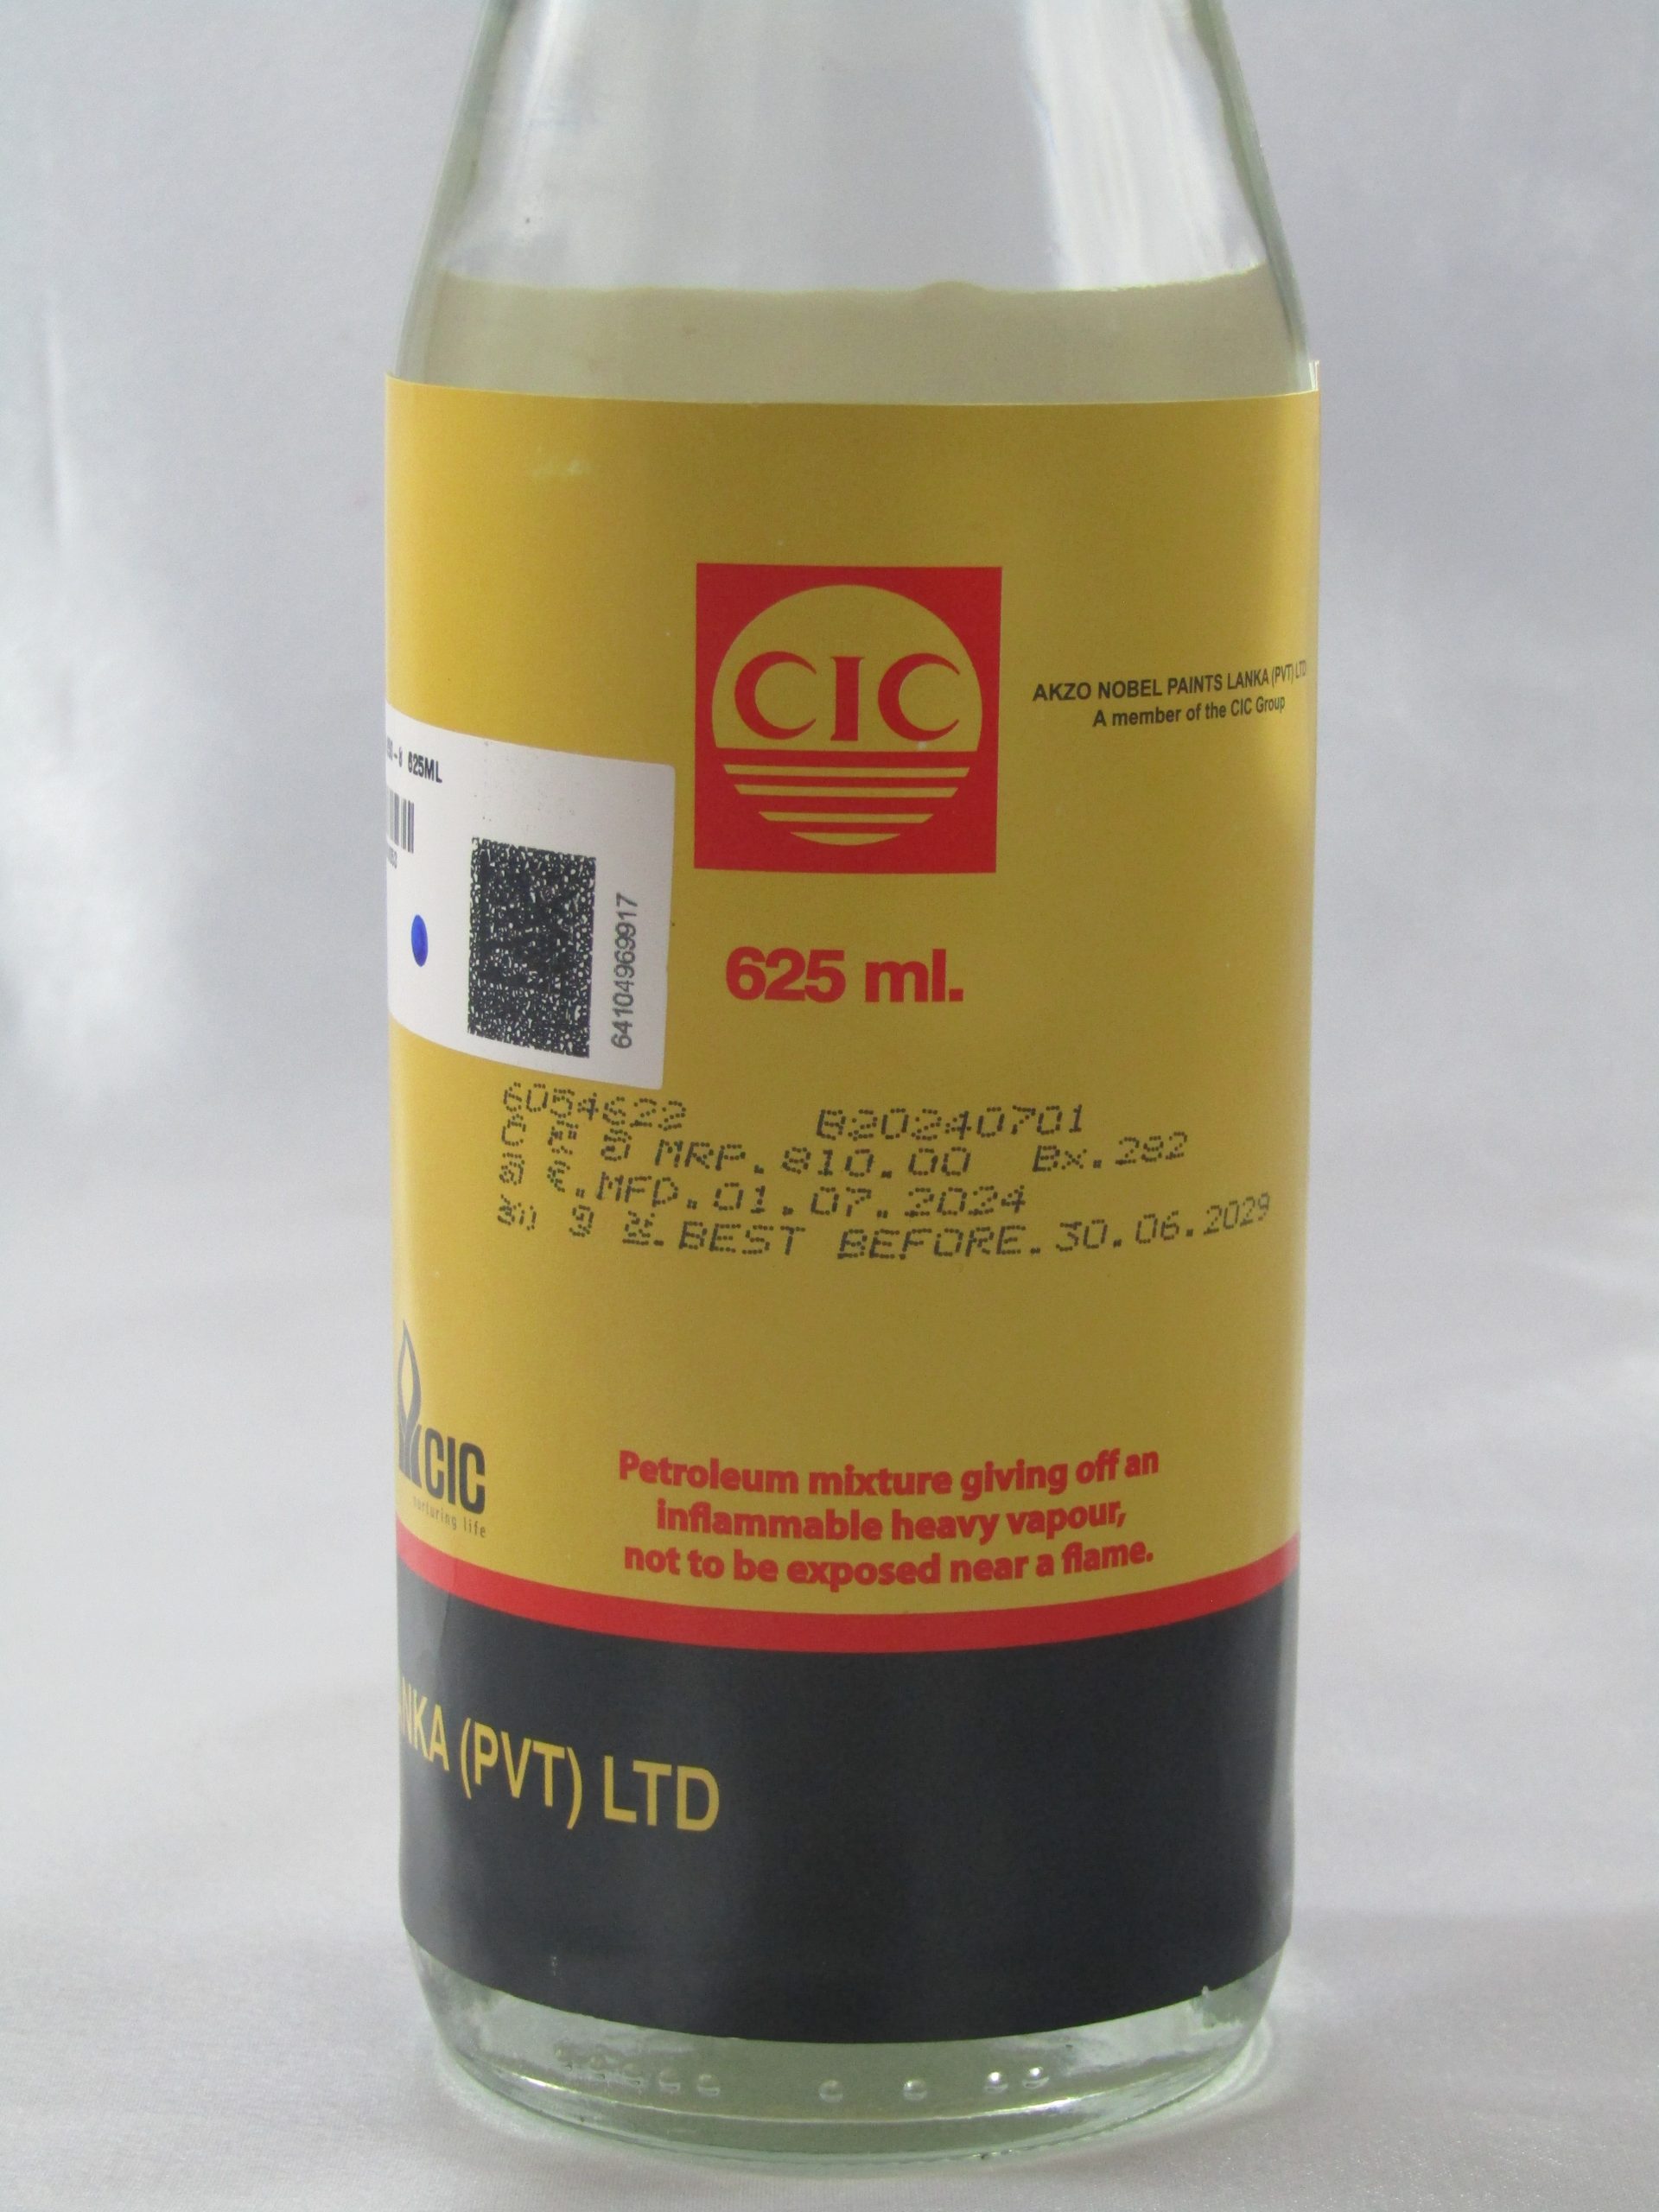 CIC
AKZO NOBEL PAINTS LANKA (PVT) LTD
A member of the CIC Group
625ML
64104969917
625 ml.
6054622 B20240701
MRP.810.00 Bx.282
MFD.01.07.2024
BEST BEFORE.30.06.2029
CIC
nurturing life
Petroleum mixture giving off an
inflammable heavy vapour,
not to be exposed near a flame.
(PVT) LTD